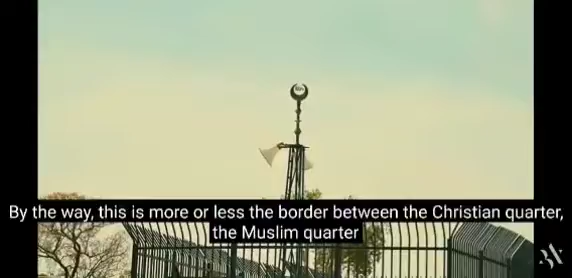 By the way, this is more or less the border between the Christian quarter,
the Muslim quarter